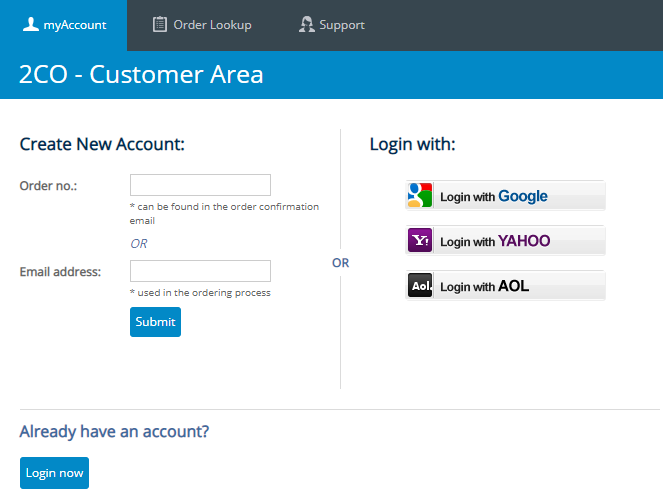 myAccount
Order Lookup
Support
2CO - Customer Area
Create New Account:
Order no.:
* can be found in the order confirmation
email
OR
Email address:
* used in the ordering process
Submit
OR
Login with:
Login with Google
Y! Login with YAHOO
Aol. Login with AOL
Already have an account?
Login now